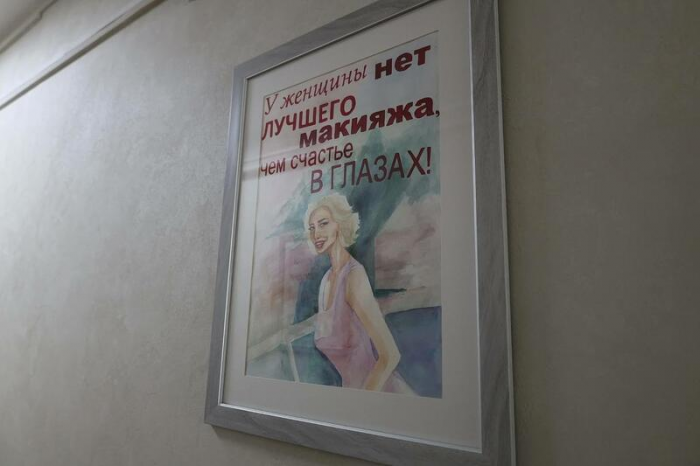 У женщины нет
ЛУЧШЕГО
макияжа,
чем счастье
В ГЛАЗАХ!